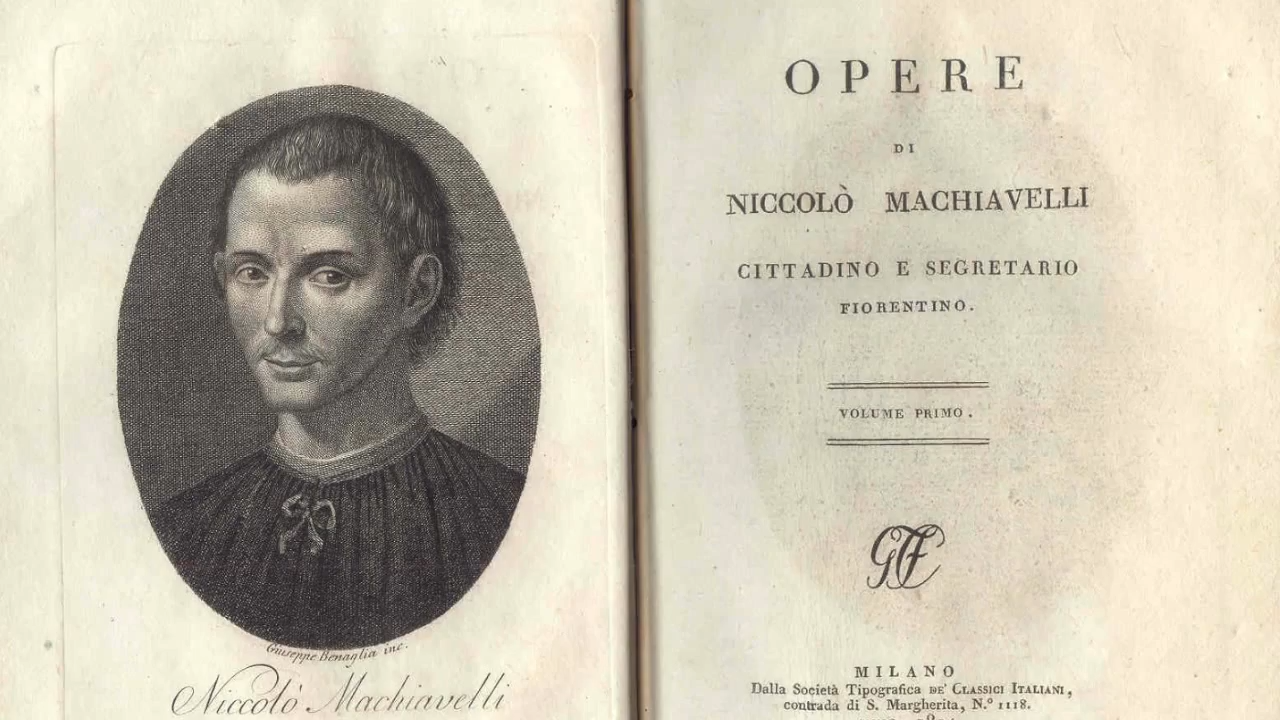 Giuseppe Benaglia inc.
Niccolò Machiavelli
OPERE
DI
NICCOLÒ MACHIAVELLI
CITTADINO E SEGRETARIO
FIORENTINO.
VOLUME PRIMO.
MILANO
Dalla Società Tipografica DE' CLASSICI ITALIANI,
contrada di S. Margherita, N.º 1118.